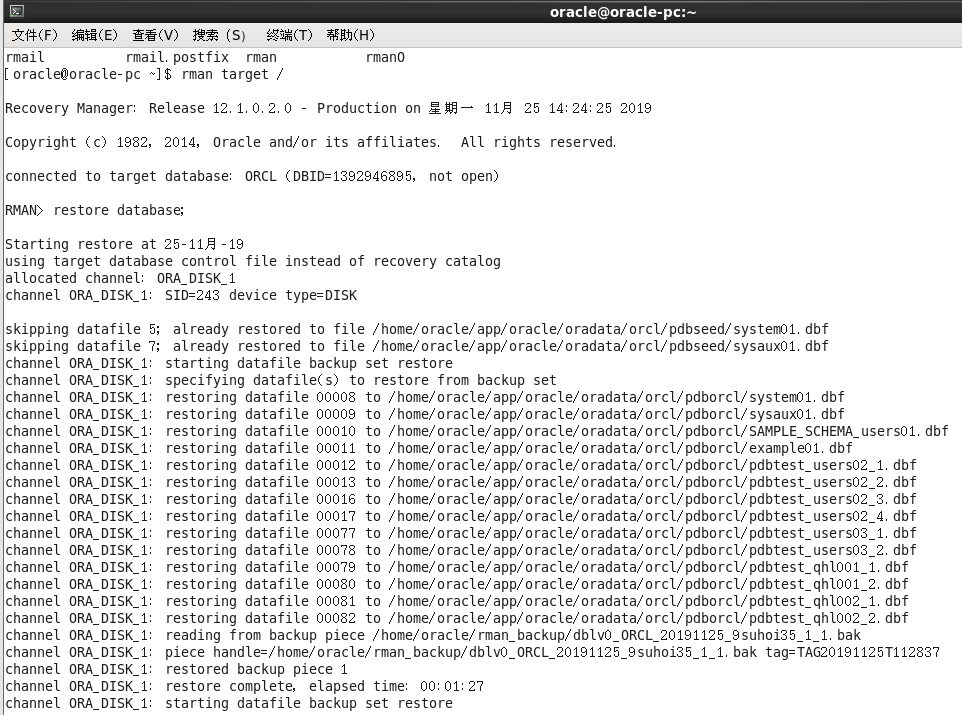 oracle@oracle-pc:~
文件(F) 编辑(E) 查看(V) 搜索 (S) 终端(T) 帮助(H)
rmail rmail.postfix rman rmanO
[oracle@oracle-pc ~]$ rman target /
Recovery Manager: Release 12.1.0.2.0 - Production on 星期一 11月 25 14:24:25 2019
Copyright (c) 1982, 2014, Oracle and/or its affiliates. All rights reserved.
connected to target database: ORCL (DBID=1392946895, not open)
RMAN> restore database;
Starting restore at 25-11月-19
using target database control file instead of recovery catalog
allocated channel: ORA_DISK_1
channel ORA_DISK_1: SID=243 device type=DISK
skipping datafile 5; already restored to file /home/oracle/app/oracle/oradata/orcl/pdbseed/system01.dbf
skipping datafile 7; already restored to file /home/oracle/app/oracle/oradata/orcl/pdbseed/sysaux01.dbf
channel ORA_DISK_1: starting datafile backup set restore
channel ORA_DISK_1: specifying datafile(s) to restore from backup set
channel ORA_DISK_1: restoring datafile 00008 to /home/oracle/app/oracle/oradata/orcl/pdborcl/system01.dbf
channel ORA_DISK_1: restoring datafile 00009 to /home/oracle/app/oracle/oradata/orcl/pdborcl/sysaux01.dbf
channel ORA_DISK_1: restoring datafile 00010 to /home/oracle/app/oracle/oradata/orcl/pdborcl/SAMPLE_SCHEMA_users01.dbf
channel ORA_DISK_1: restoring datafile 00011 to /home/oracle/app/oracle/oradata/orcl/pdborcl/example01.dbf
channel ORA_DISK_1: restoring datafile 00012 to /home/oracle/app/oracle/oradata/orcl/pdborcl/pdbtest_users02_1.dbf
channel ORA_DISK_1: restoring datafile 00013 to /home/oracle/app/oracle/oradata/orcl/pdborcl/pdbtest_users02_2.dbf
channel ORA_DISK_1: restoring datafile 00016 to /home/oracle/app/oracle/oradata/orcl/pdborcl/pdbtest_users02_3.dbf
channel ORA_DISK_1: restoring datafile 00017 to /home/oracle/app/oracle/oradata/orcl/pdborcl/pdbtest_users02_4.dbf
channel ORA_DISK_1: restoring datafile 00077 to /home/oracle/app/oracle/oradata/orcl/pdborcl/pdbtest_users03_1.dbf
channel ORA_DISK_1: restoring datafile 00078 to /home/oracle/app/oracle/oradata/orcl/pdborcl/pdbtest_users03_2.dbf
channel ORA_DISK_1: restoring datafile 00079 to /home/oracle/app/oracle/oradata/orcl/pdborcl/pdbtest_qhl001_1.dbf
channel ORA_DISK_1: restoring datafile 00080 to /home/oracle/app/oracle/oradata/orcl/pdborcl/pdbtest_qhl001_2.dbf
channel ORA_DISK_1: restoring datafile 00081 to /home/oracle/app/oracle/oradata/orcl/pdborcl/pdbtest_qhl002_1.dbf
channel ORA_DISK_1: restoring datafile 00082 to /home/oracle/app/oracle/oradata/orcl/pdborcl/pdbtest_qhl002_2.dbf
channel ORA_DISK_1: reading from backup piece /home/oracle/rman_backup/dblv0_ORCL_20191125_9suhoi35_1_1.bak
channel ORA_DISK_1: piece handle=/home/oracle/rman_backup/dblv0_ORCL_20191125_9suhoi35_1_1.bak tag=TAG20191125T112837
channel ORA_DISK_1: restored backup piece 1
channel ORA_DISK_1: restore complete, elapsed time: 00:01:27
channel ORA_DISK_1: starting datafile backup set restore